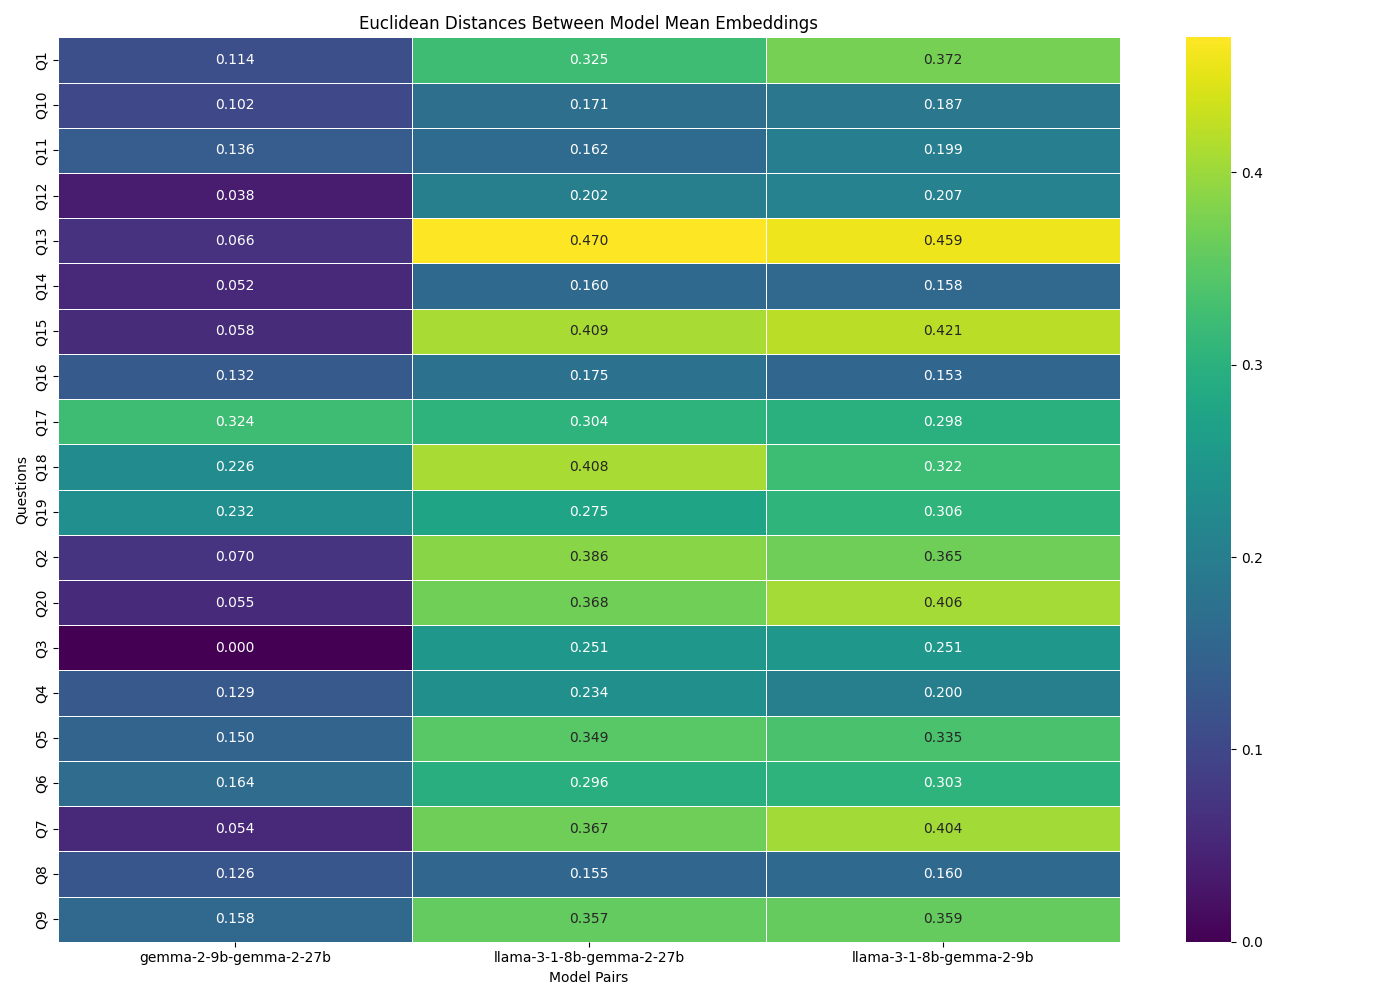 Euclidean Distances Between Model Mean Embeddings
Q1 0.114 0.325 0.372
Q10 0.102 0.171 0.187
Q11 0.136 0.162 0.199
Q12 0.038 0.202 0.207
Q13 0.066 0.470 0.459
Q14 0.052 0.160 0.158
Q15 0.058 0.409 0.421
Q16 0.132 0.175 0.153
Q17 0.324 0.304 0.298
Q18 0.226 0.408 0.322
Q19 0.232 0.275 0.306
Q2 0.070 0.386 0.365
Q20 0.055 0.368 0.406
Q3 0.000 0.251 0.251
Q4 0.129 0.234 0.200
Q5 0.150 0.349 0.335
Q6 0.164 0.296 0.303
Q7 0.054 0.367 0.404
Q8 0.126 0.155 0.160
Q9 0.158 0.357 0.359
Questions
gemma-2-9b-gemma-2-27b llama-3-1-8b-gemma-2-27b llama-3-1-8b-gemma-2-9b
Model Pairs
0.4
0.3
0.2
0.1
0.0